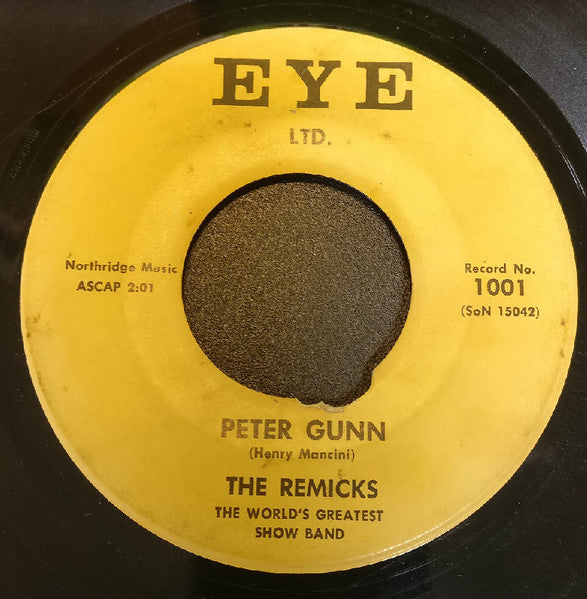 EYE
LTD.
Northridge Music
ASCAP 2:01
Record No.
1001
(SoN 15042)
PETER GUNN
(Henry Mancini)
THE REMICKS
THE WORLD'S GREATEST
SHOW BAND